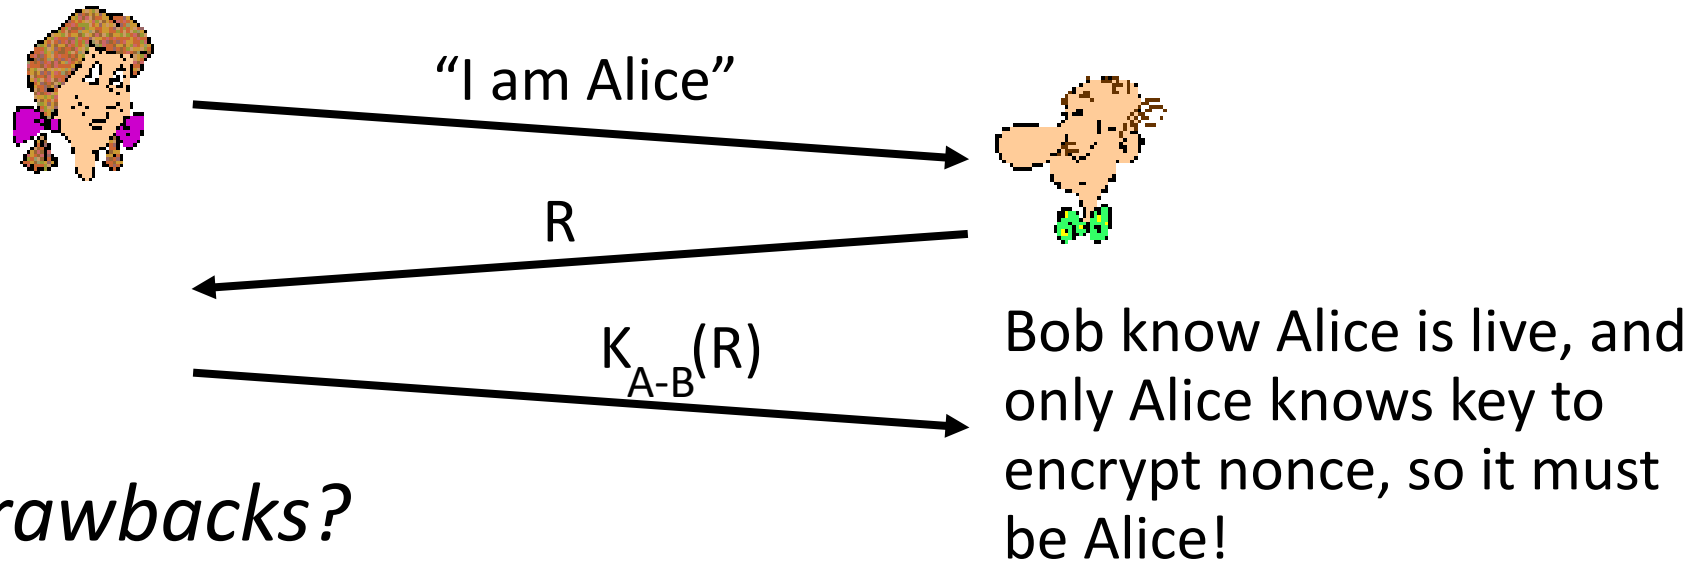 “I am Alice”
R
K
A-B
(R)
Bob know Alice is live, and
only Alice knows key to
encrypt nonce, so it must
be Alice!
rawbacks?